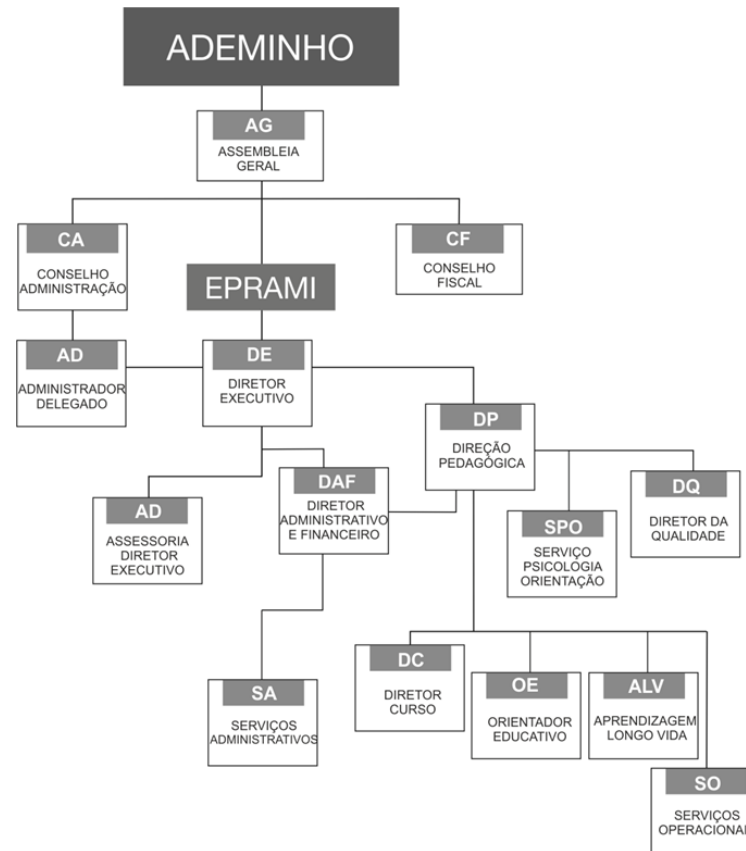 ADEMINHO
AG
ASSEMBLEIA
GERAL
CA
CONSELHO
ADMINISTRAÇÃO
CF
CONSELHO
FISCAL
EPRAMI
AD
ADMINISTRADOR
DELEGADO
DE
DIRETOR
EXECUTIVO
DP
DIREÇÃO
PEDAGÓGICA
AD
ASSESSORIA
DIRETOR
EXECUTIVO
DAF
DIRETOR
ADMINISTRATIVO
E FINANCEIRO
SPO
SERVIÇO
PSICOLOGIA
ORIENTAÇÃO
DQ
DIRETOR DA
QUALIDADE
SA
SERVIÇOS
ADMINISTRATIVOS
DC
DIRETOR
CURSO
OE
ORIENTADOR
EDUCATIVO
ALV
APRENDIZAGEM
LONGO VIDA
SO
SERVIÇOS
OPERACIONAI